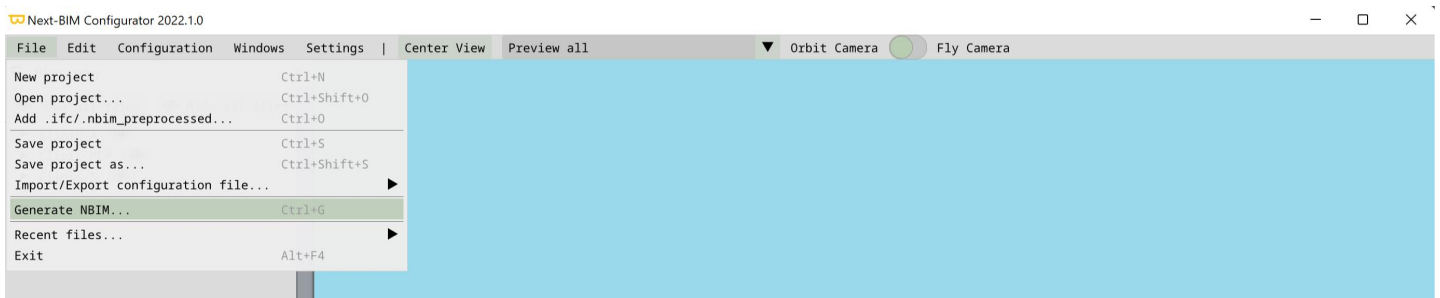 Next-BIM Configurator 2022.1.0
File Edit Configuration Windows Settings | Center View Preview all Orbit Camera Fly Camera
New project Ctrl+N
Open project... Ctrl+Shift+O
Add .ifc/.nbim_preprocessed... Ctrl+O
Save project Ctrl+S
Save project as... Ctrl+Shift+S
Import/Export configuration file...
Generate NBIM... Ctrl+G
Recent files...
Exit Alt+F4